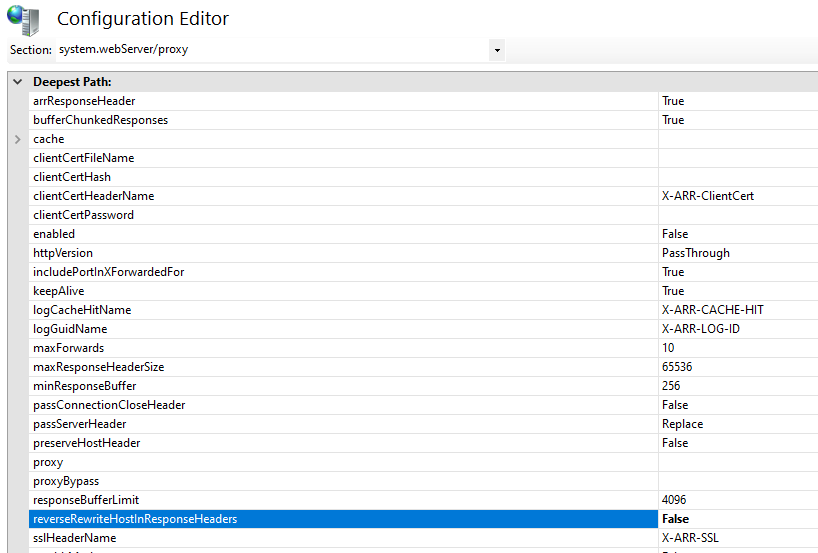 Configuration Editor
Section: system.webServer/proxy
Deepest Path:
arrResponseHeader True
bufferChunkedResponses True
cache
clientCertFileName
clientCertHash
clientCertHeaderName X-ARR-ClientCert
clientCertPassword
enabled False
httpVersion PassThrough
includePortInXForwardedFor True
keepAlive True
logCacheHitName X-ARR-CACHE-HIT
logGuidName X-ARR-LOG-ID
maxForwards 10
maxResponseHeaderSize 65536
minResponseBuffer 256
passConnectionCloseHeader False
passServerHeader Replace
preserveHostHeader False
proxy
proxyBypass
responseBufferLimit 4096
reverseRewriteHostInResponseHeaders False
sslHeaderName X-ARR-SSL